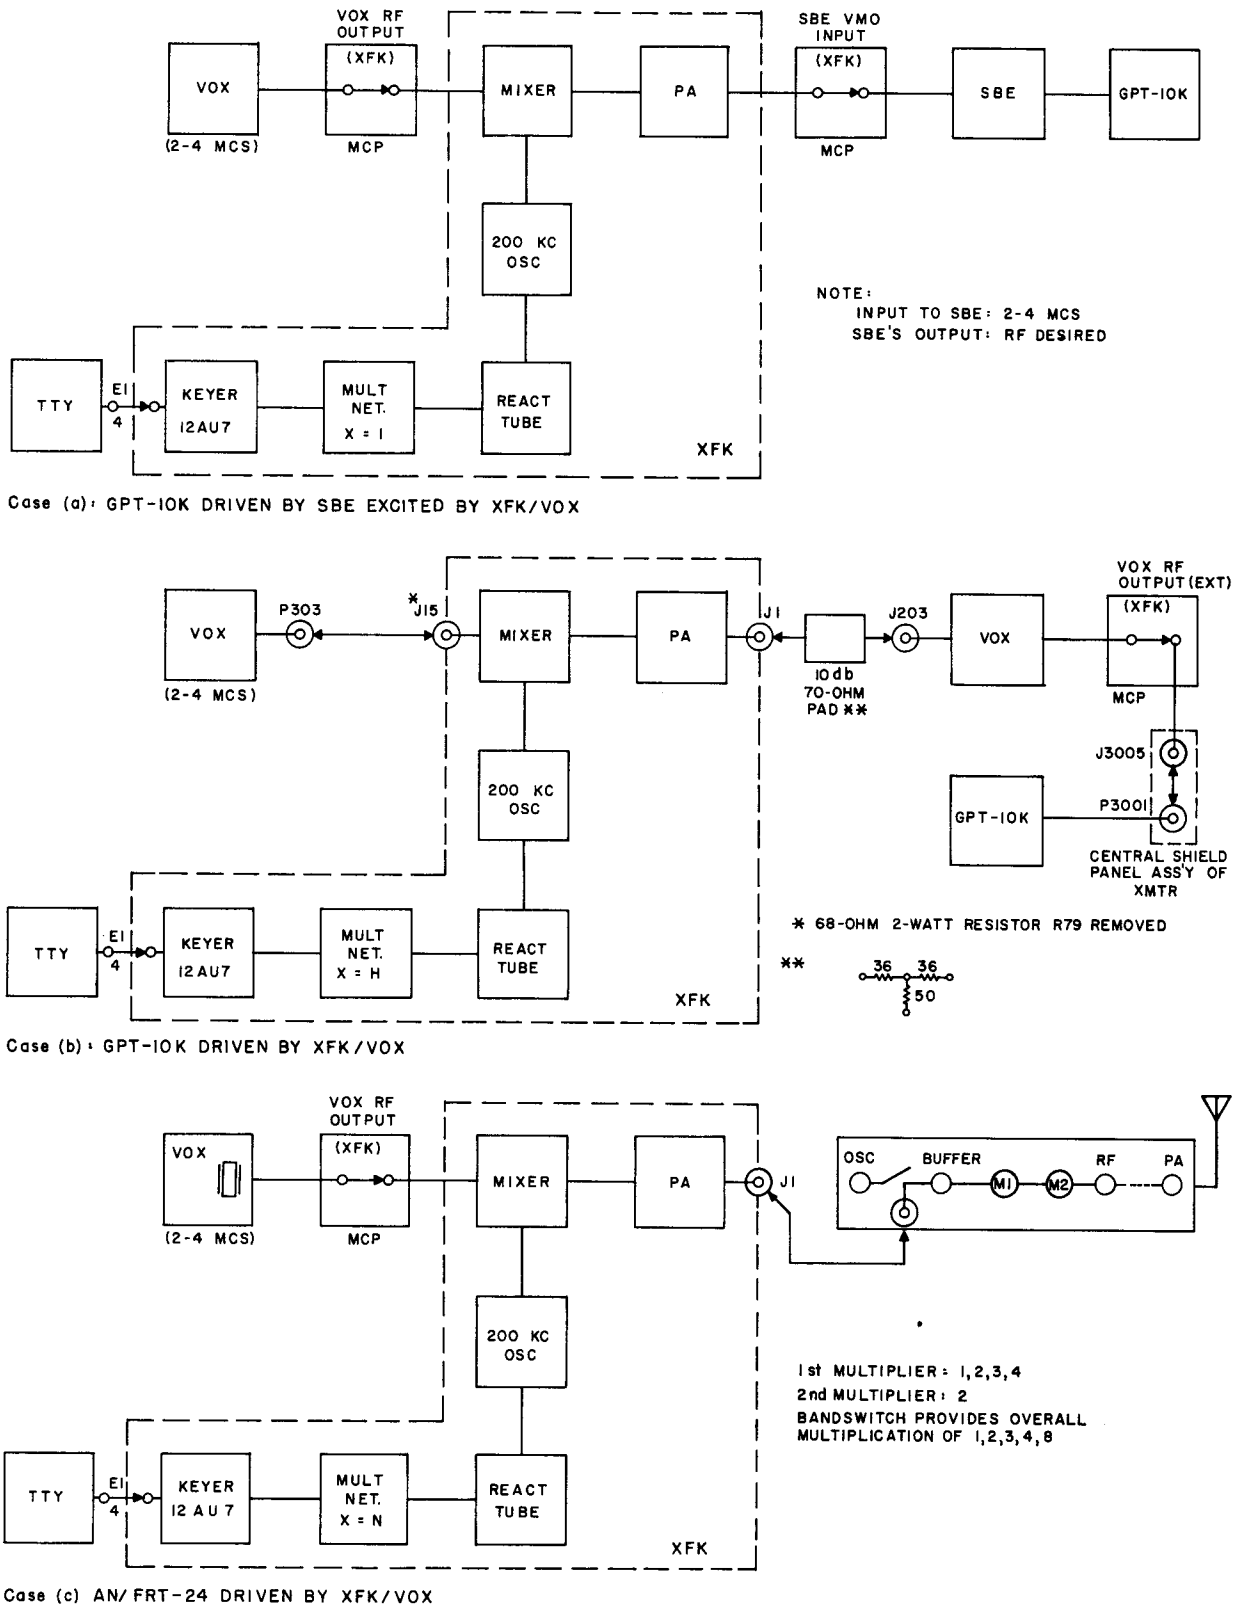 VOX RF
OUTPUT
(XFK)
MCP
VOX
(2-4 MCS)
MIXER
PA
SBE VMO
INPUT
(XFK)
MCP
SBE
GPT-10K
200 KC
OSC
NOTE:
INPUT TO SBE: 2-4 MCS
SBE'S OUTPUT: RF DESIRED
TTY
E1
4
KEYER
12AU7
MULT
NET.
X = 1
REACT
TUBE
XFK
Case (a): GPT-10K DRIVEN BY SBE EXCITED BY XFK/VOX
VOX
(2-4 MCS)
P303
*
J15
MIXER
PA
J1
10db
70-OHM
PAD **
J203
VOX
VOX RF
OUTPUT(EXT)
(XFK)
MCP
J3005
P3001
GPT-10K
CENTRAL SHIELD
PANEL ASS'Y OF
XMTR
200 KC
OSC
TTY
E1
4
KEYER
12AU7
MULT
NET.
X = H
REACT
TUBE
XFK
* 68-OHM 2-WATT RESISTOR R79 REMOVED
**
36 36
50
Case (b): GPT-10K DRIVEN BY XFK/VOX
VOX RF
OUTPUT
(XFK)
MCP
VOX
(2-4 MCS)
MIXER
PA
J1
OSC BUFFER M1 M2 RF PA
200 KC
OSC
1st MULTIPLIER: 1,2,3,4
2nd MULTIPLIER: 2
BANDSWITCH PROVIDES OVERALL
MULTIPLICATION OF 1,2,3,4,8
TTY
E1
4
KEYER
12AU7
MULT
NET.
X = N
REACT
TUBE
XFK
Case (c) AN/FRT-24 DRIVEN BY XFK/VOX